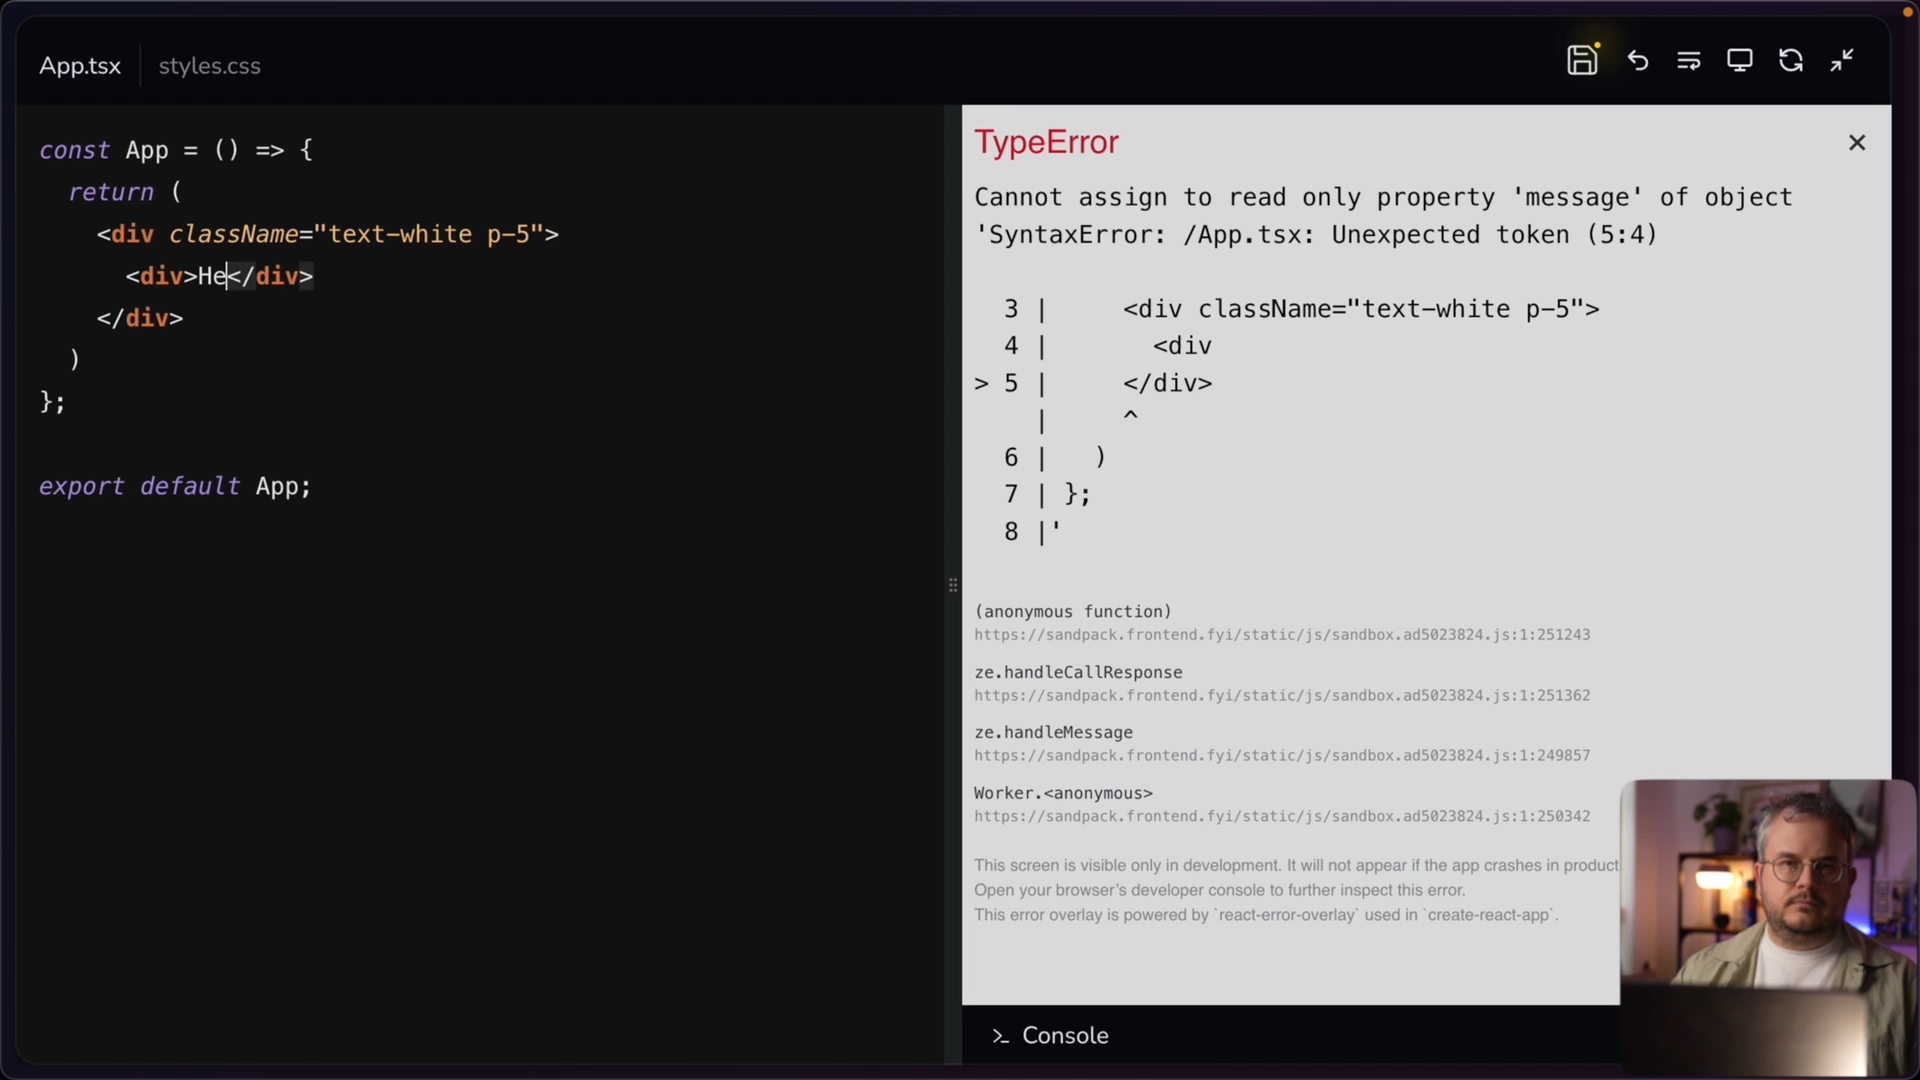 App.tsx
styles.css
const App = () => {
  return (
    <div className="text-white p-5">
      <div>He</div>
    </div>
  )
};
export default App;
TypeError
Cannot assign to read only property 'message' of object
'SyntaxError: /App.tsx: Unexpected token (5:4)
  3 |     <div className="text-white p-5">
  4 |       <div
> 5 |     </div>
    |     ^
  6 |   )
  7 | };
  8 |'
(anonymous function)
https://sandpack.frontend.fyi/static/js/sandbox.ad5023824.js:1:251243
ze.handleCallResponse
https://sandpack.frontend.fyi/static/js/sandbox.ad5023824.js:1:251362
ze.handleMessage
https://sandpack.frontend.fyi/static/js/sandbox.ad5023824.js:1:249857
Worker.<anonymous>
https://sandpack.frontend.fyi/static/js/sandbox.ad5023824.js:1:250342
This screen is visible only in development. It will not appear if the app crashes in product
Open your browser's developer console to further inspect this error.
This error overlay is powered by `react-error-overlay` used in `create-react-app`.
Console